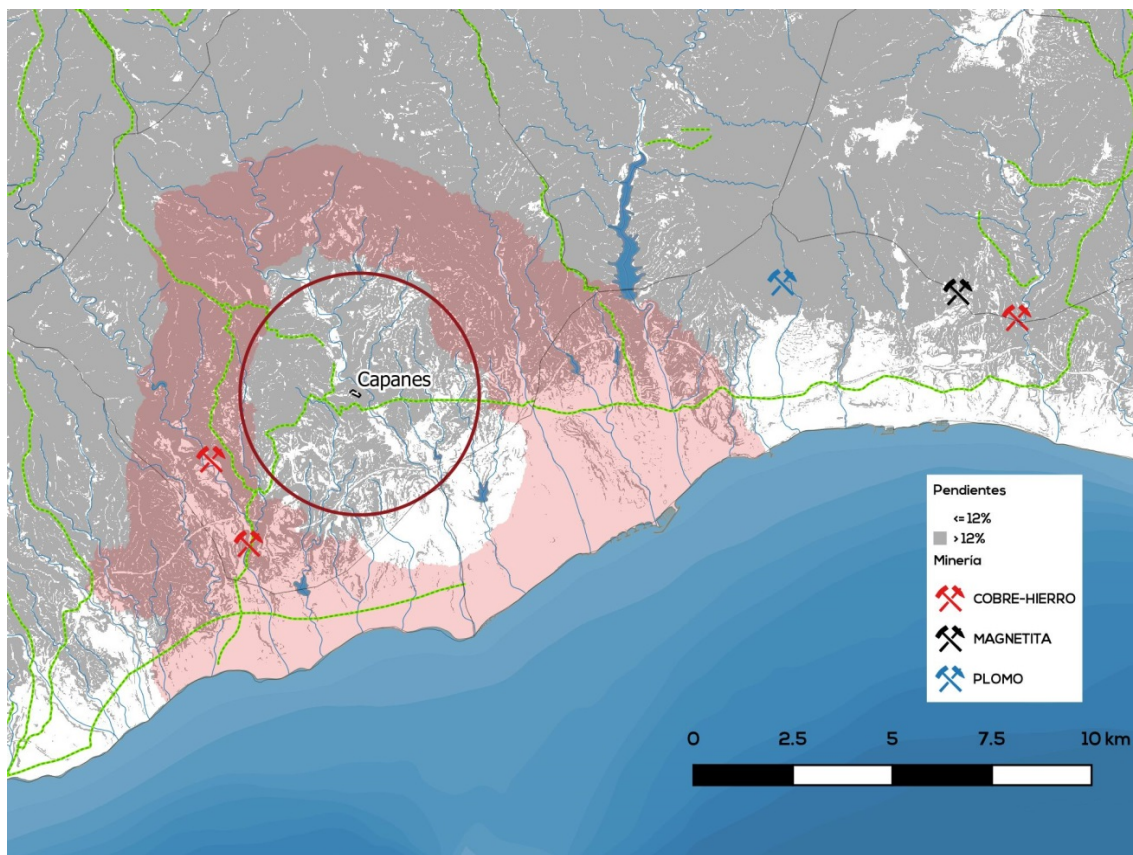 Capanes
Pendientes
<= 12%
> 12%
Minería
COBRE-HIERRO
MAGNETITA
PLOMO
0 2.5 5 7.5 10 km